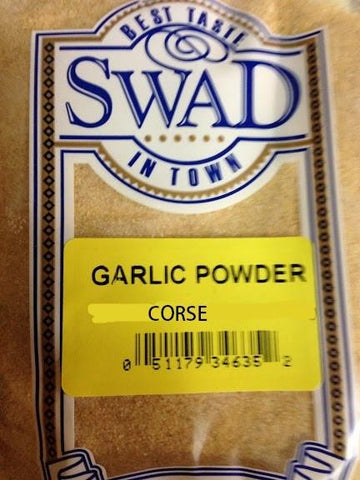 BEST TASTE
SWAD
IN TOWN
GARLIC POWDER
CORSE
0 51179 34635 2